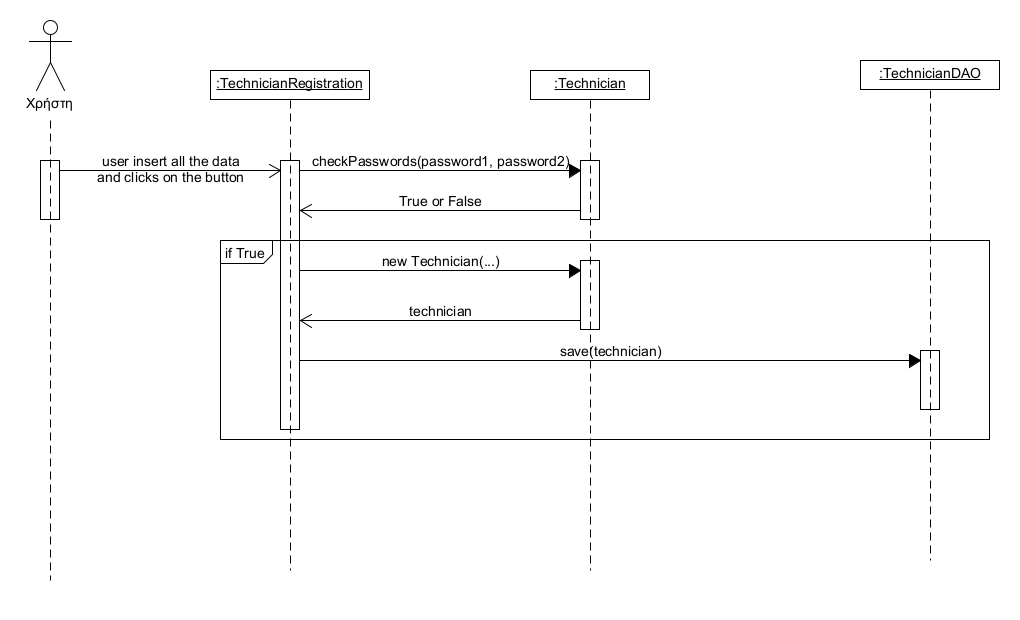 Χρήστη
:TechnicianRegistration
:Technician
:TechnicianDAO
user insert all the data
and clicks on the button
checkPasswords(password1, password2)
True or False
if True
new Technician(...)
technician
save(technician)